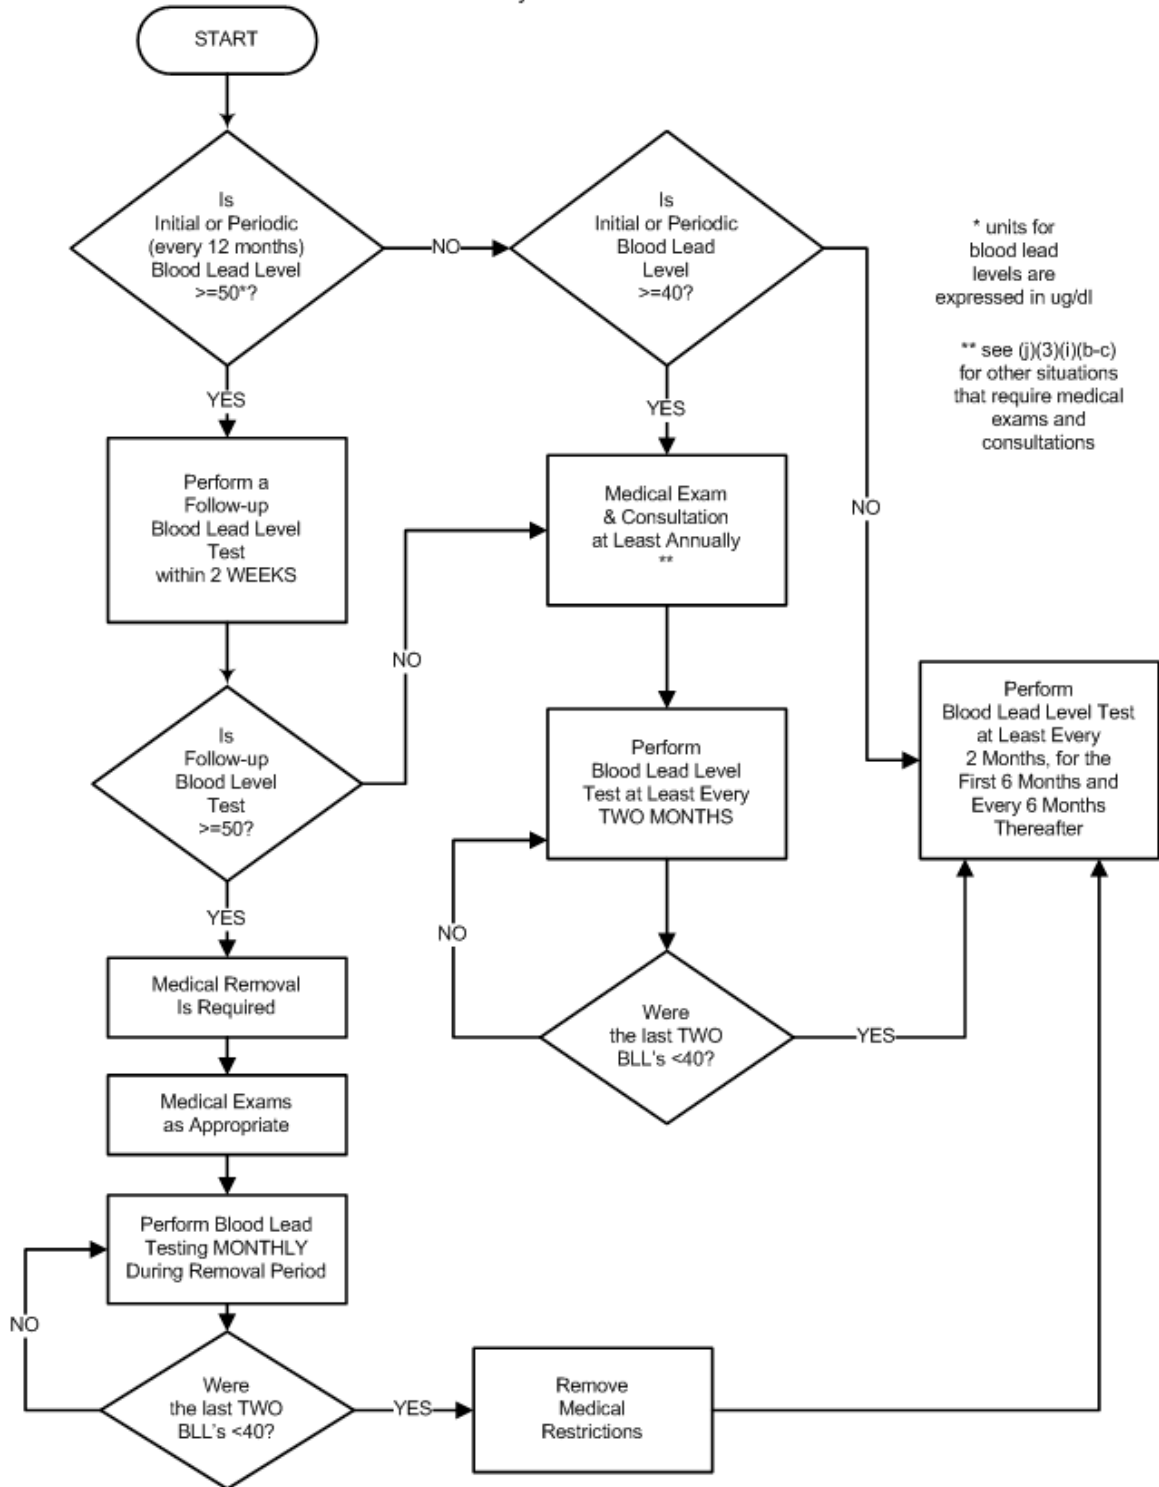 START
Is
Initial or Periodic
(every 12 months)
Blood Lead Level
>=50*?
NO
Is
Initial or Periodic
Blood Lead
Level
>=40?
* units for
blood lead
levels are
expressed in ug/dl
** see (j)(3)(i)(b-c)
for other situations
that require medical
exams and
consultations
YES
YES
Perform a
Follow-up
Blood Lead Level
Test
within 2 WEEKS
Medical Exam
& Consultation
at Least Annually
**
NO
NO
Is
Follow-up
Blood Level
Test
>=50?
Perform
Blood Lead Level
Test at Least Every
TWO MONTHS
Perform
Blood Lead Level Test
at Least Every
2 Months, for the
First 6 Months and
Every 6 Months
Thereafter
YES
NO
Were
the last TWO
BLL's <40?
YES
Medical Removal
Is Required
Medical Exams
as Appropriate
Perform Blood Lead
Testing MONTHLY
During Removal Period
NO
Were
the last TWO
BLL's <40?
YES
Remove
Medical
Restrictions